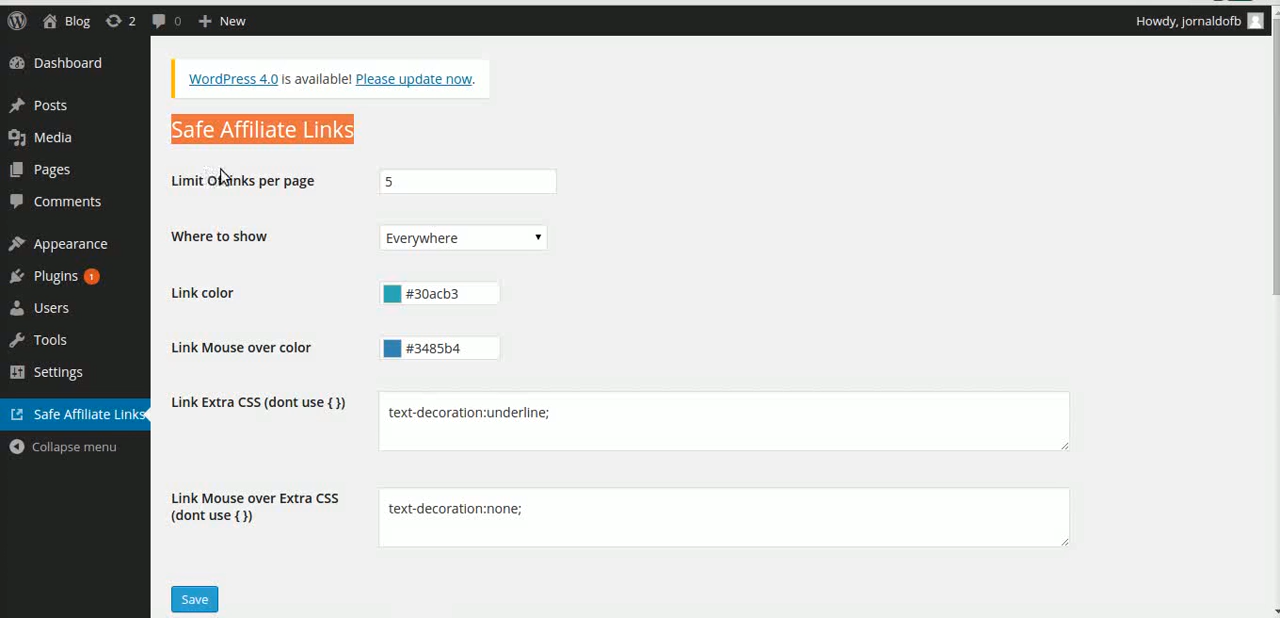 Blog 2 0 New Howdy, jornaldofb
Dashboard
Posts
Media
Pages
Comments
Appearance
Plugins 1
Users
Tools
Settings
Safe Affiliate Links
Collapse menu
WordPress 4.0 is available! Please update now.
Safe Affiliate Links
Limit Of links per page 5
Where to show Everywhere
Link color #30acb3
Link Mouse over color #3485b4
Link Extra CSS (dont use { }) text-decoration:underline;
Link Mouse over Extra CSS
(dont use { })
text-decoration:none;
Save